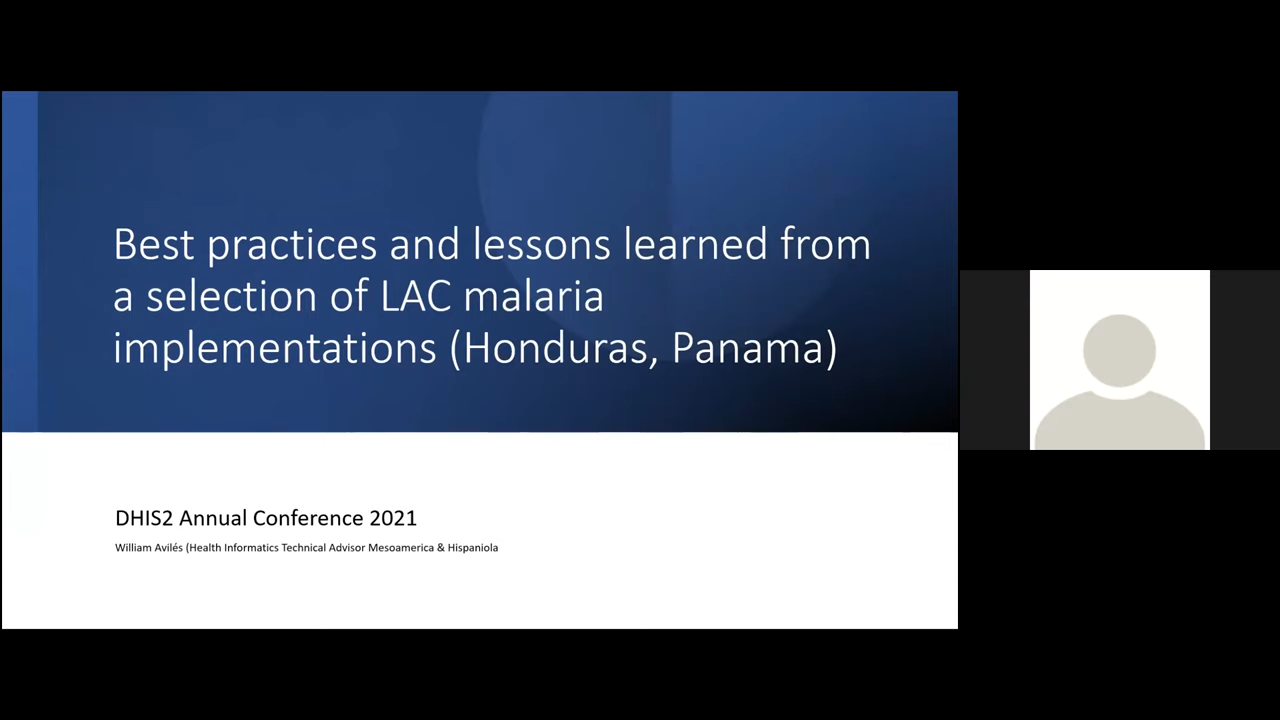 Best practices and lessons learned from
a selection of LAC malaria
implementations (Honduras, Panama)
DHIS2 Annual Conference 2021
William Avilés (Health Informatics Technical Advisor Mesoamerica & Hispaniola